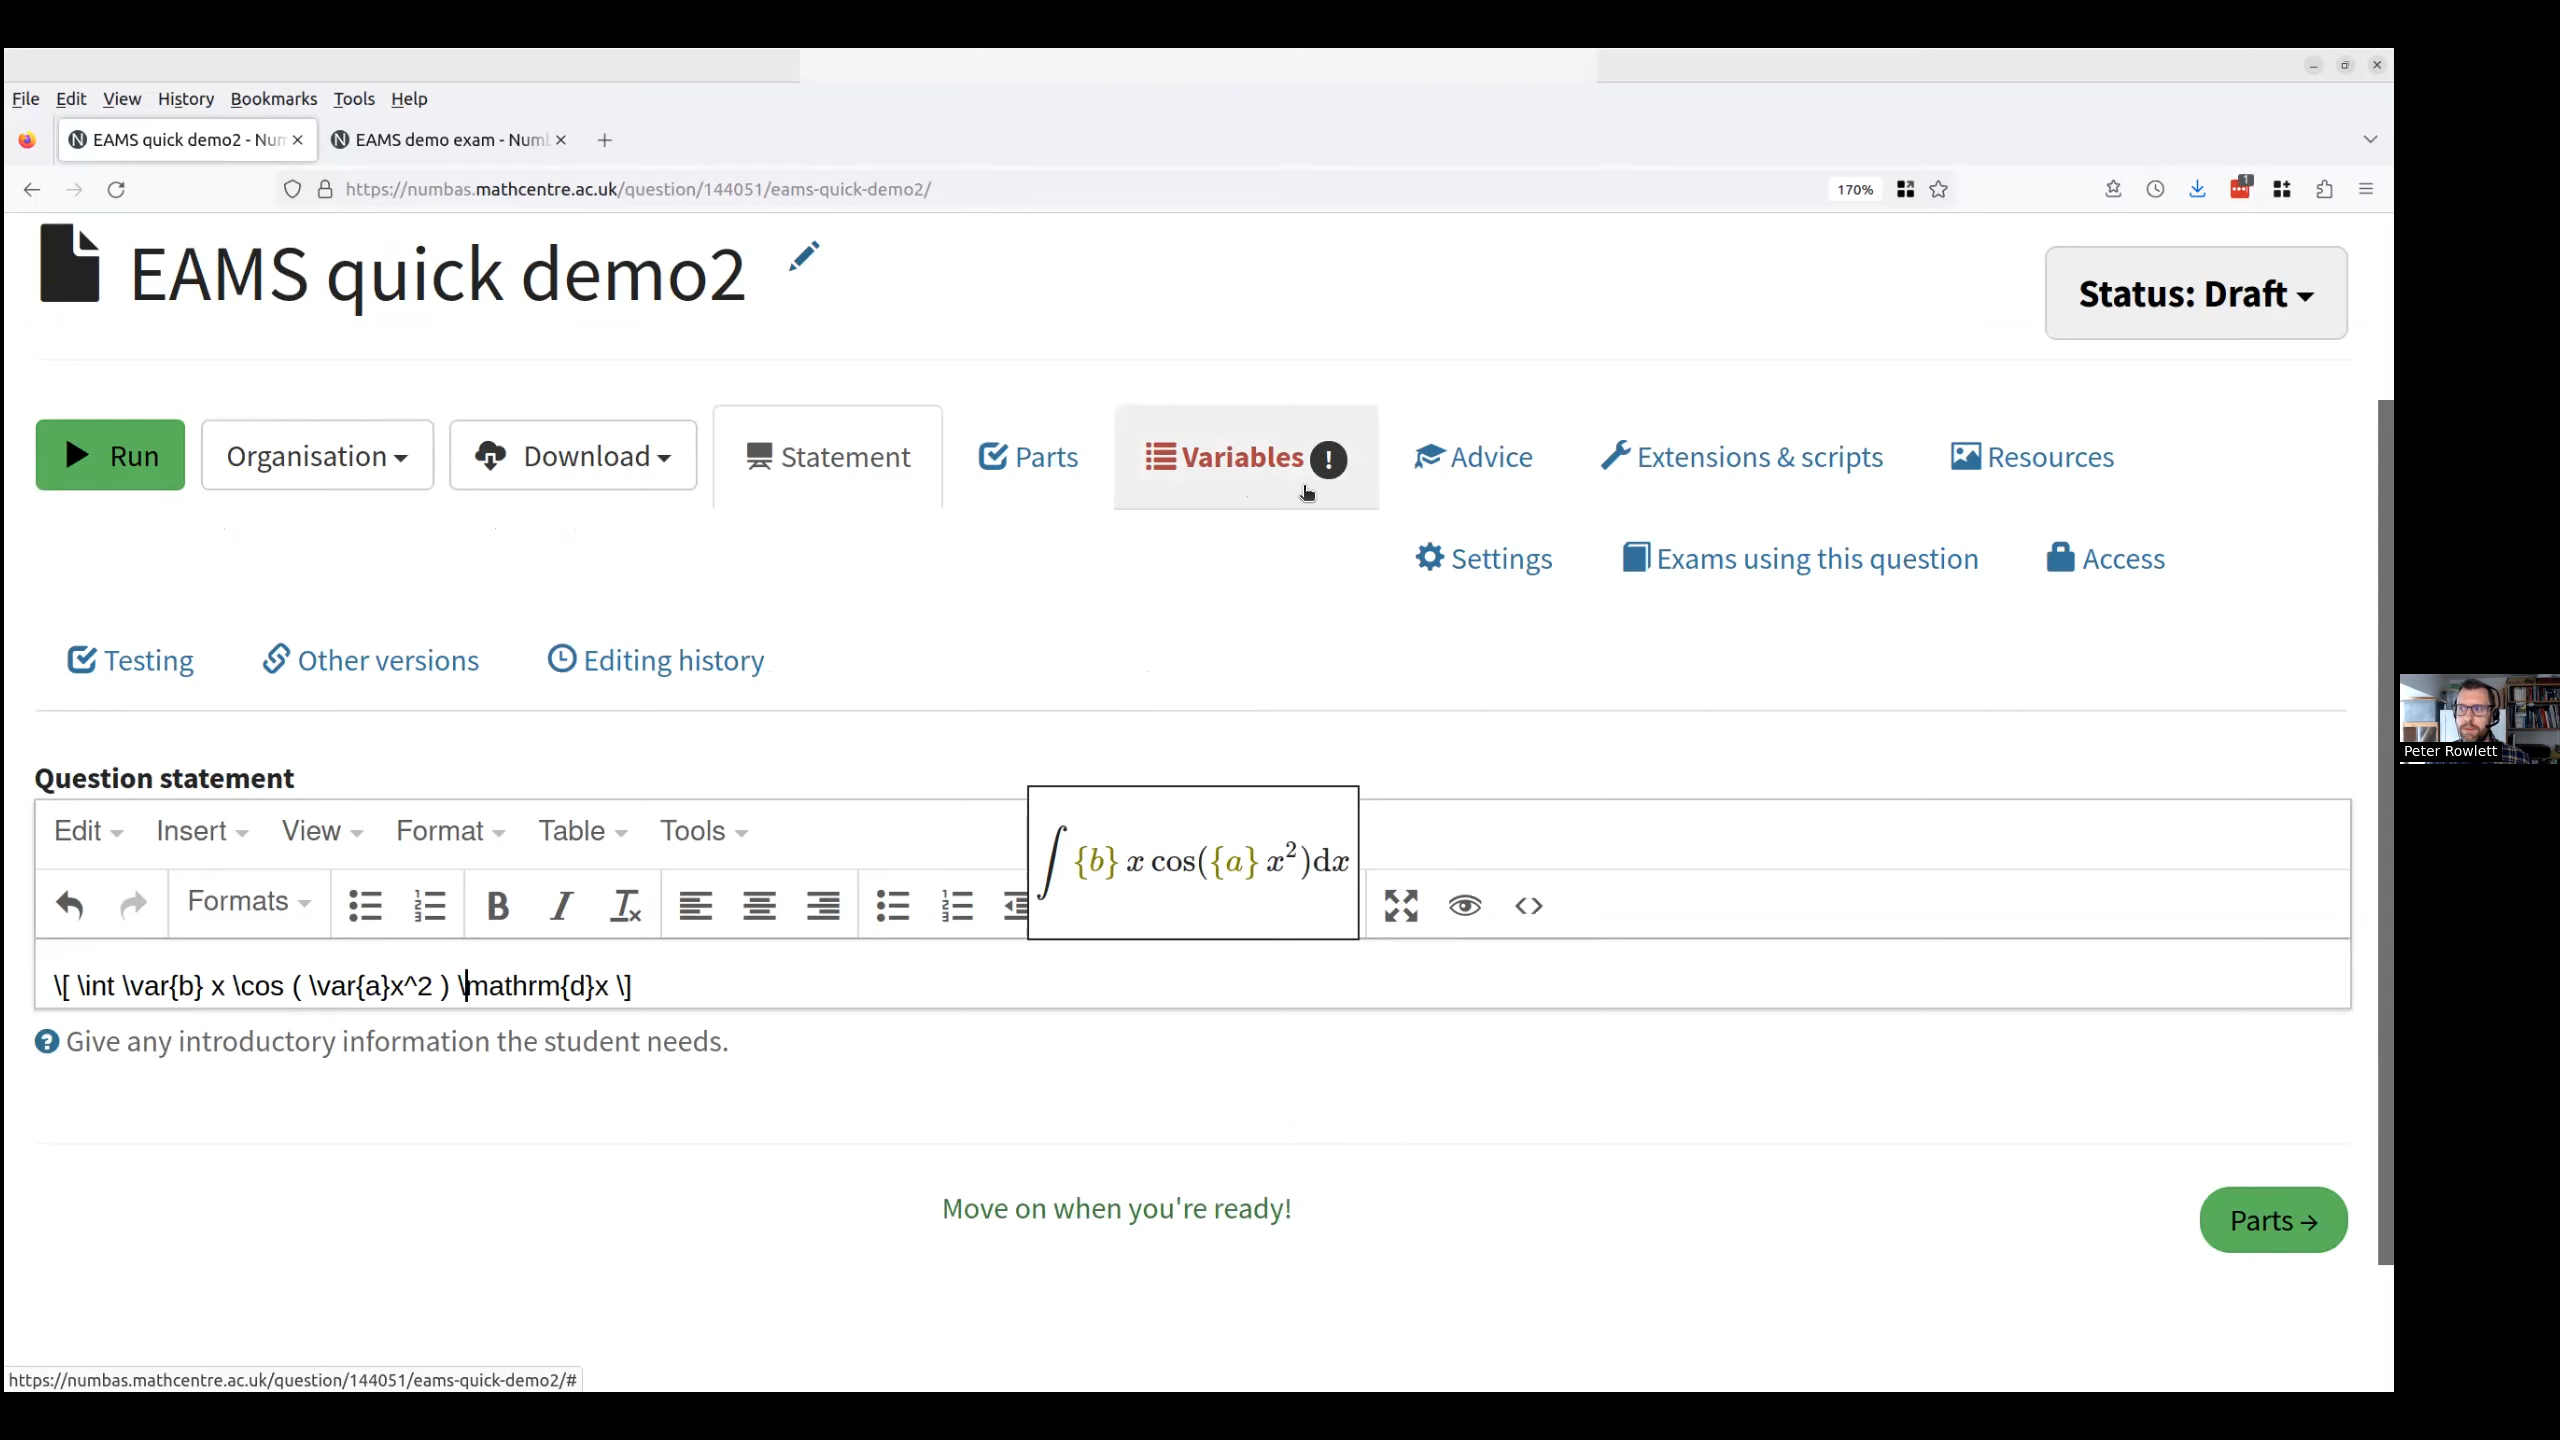 File Edit View History Bookmarks Tools Help
EAMS quick demo2 - Num EAMS demo exam - Numb
https://numbas.mathcentre.ac.uk/question/144051/eams-quick-demo2/ 170% 1
EAMS quick demo2 Status: Draft
Run Organisation Download Statement Parts Variables ! Advice Extensions & scripts Resources
Settings Exams using this question Access
Testing Other versions Editing history
Peter Rowlett
Question statement
Edit Insert View Format Table Tools
∫ {b} x cos({a} x²)dx
Formats B I Tx <>
\[ \int \var{b} x \cos ( \var{a}x^2 ) \mathrm{d}x \]
? Give any introductory information the student needs.
Move on when you're ready!
Parts →
https://numbas.mathcentre.ac.uk/question/144051/eams-quick-demo2/#